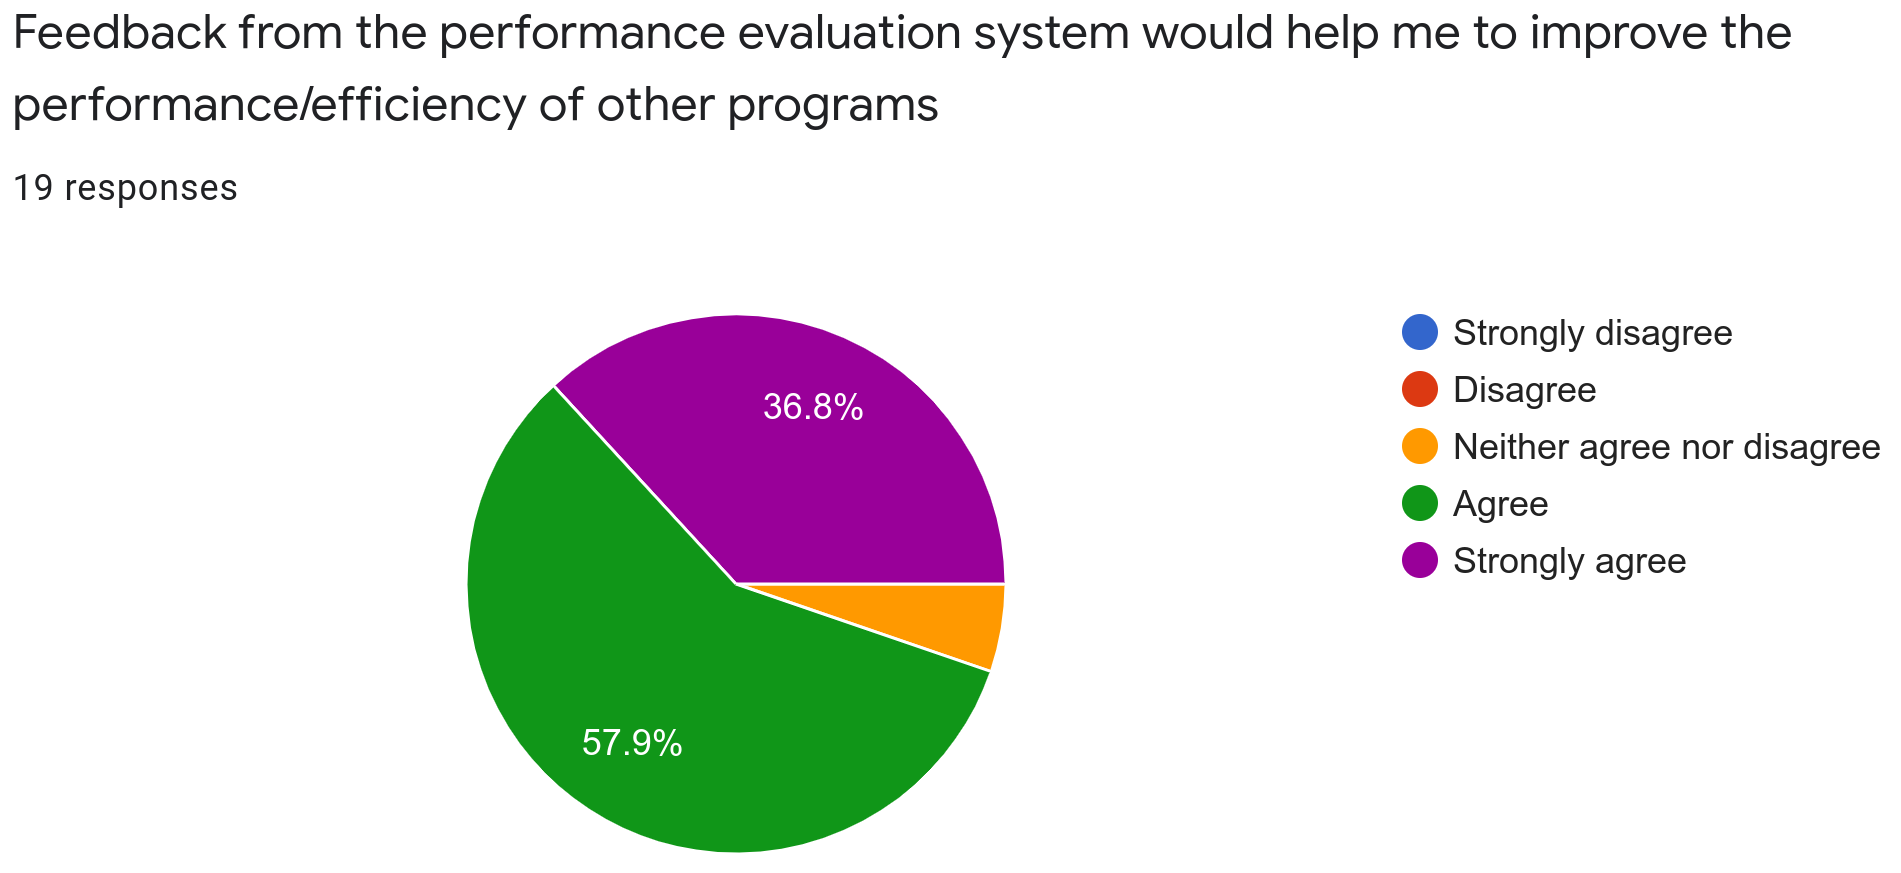 Feedback from the performance evaluation system would help me to improve the
performance/efficiency of other programs
19 responses
36.8%
57.9%
Strongly disagree
Disagree
Neither agree nor disagree
Agree
Strongly agree